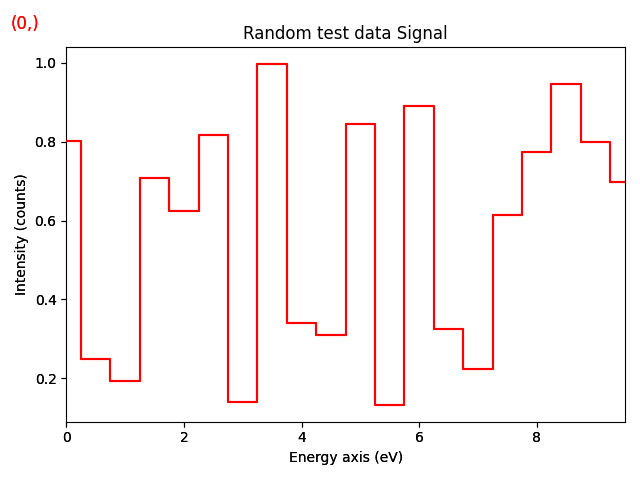 (0,)
Random test data Signal
Intensity (counts)
1.0
0.8
0.6
0.4
0.2
0 2 4 6 8
Energy axis (eV)